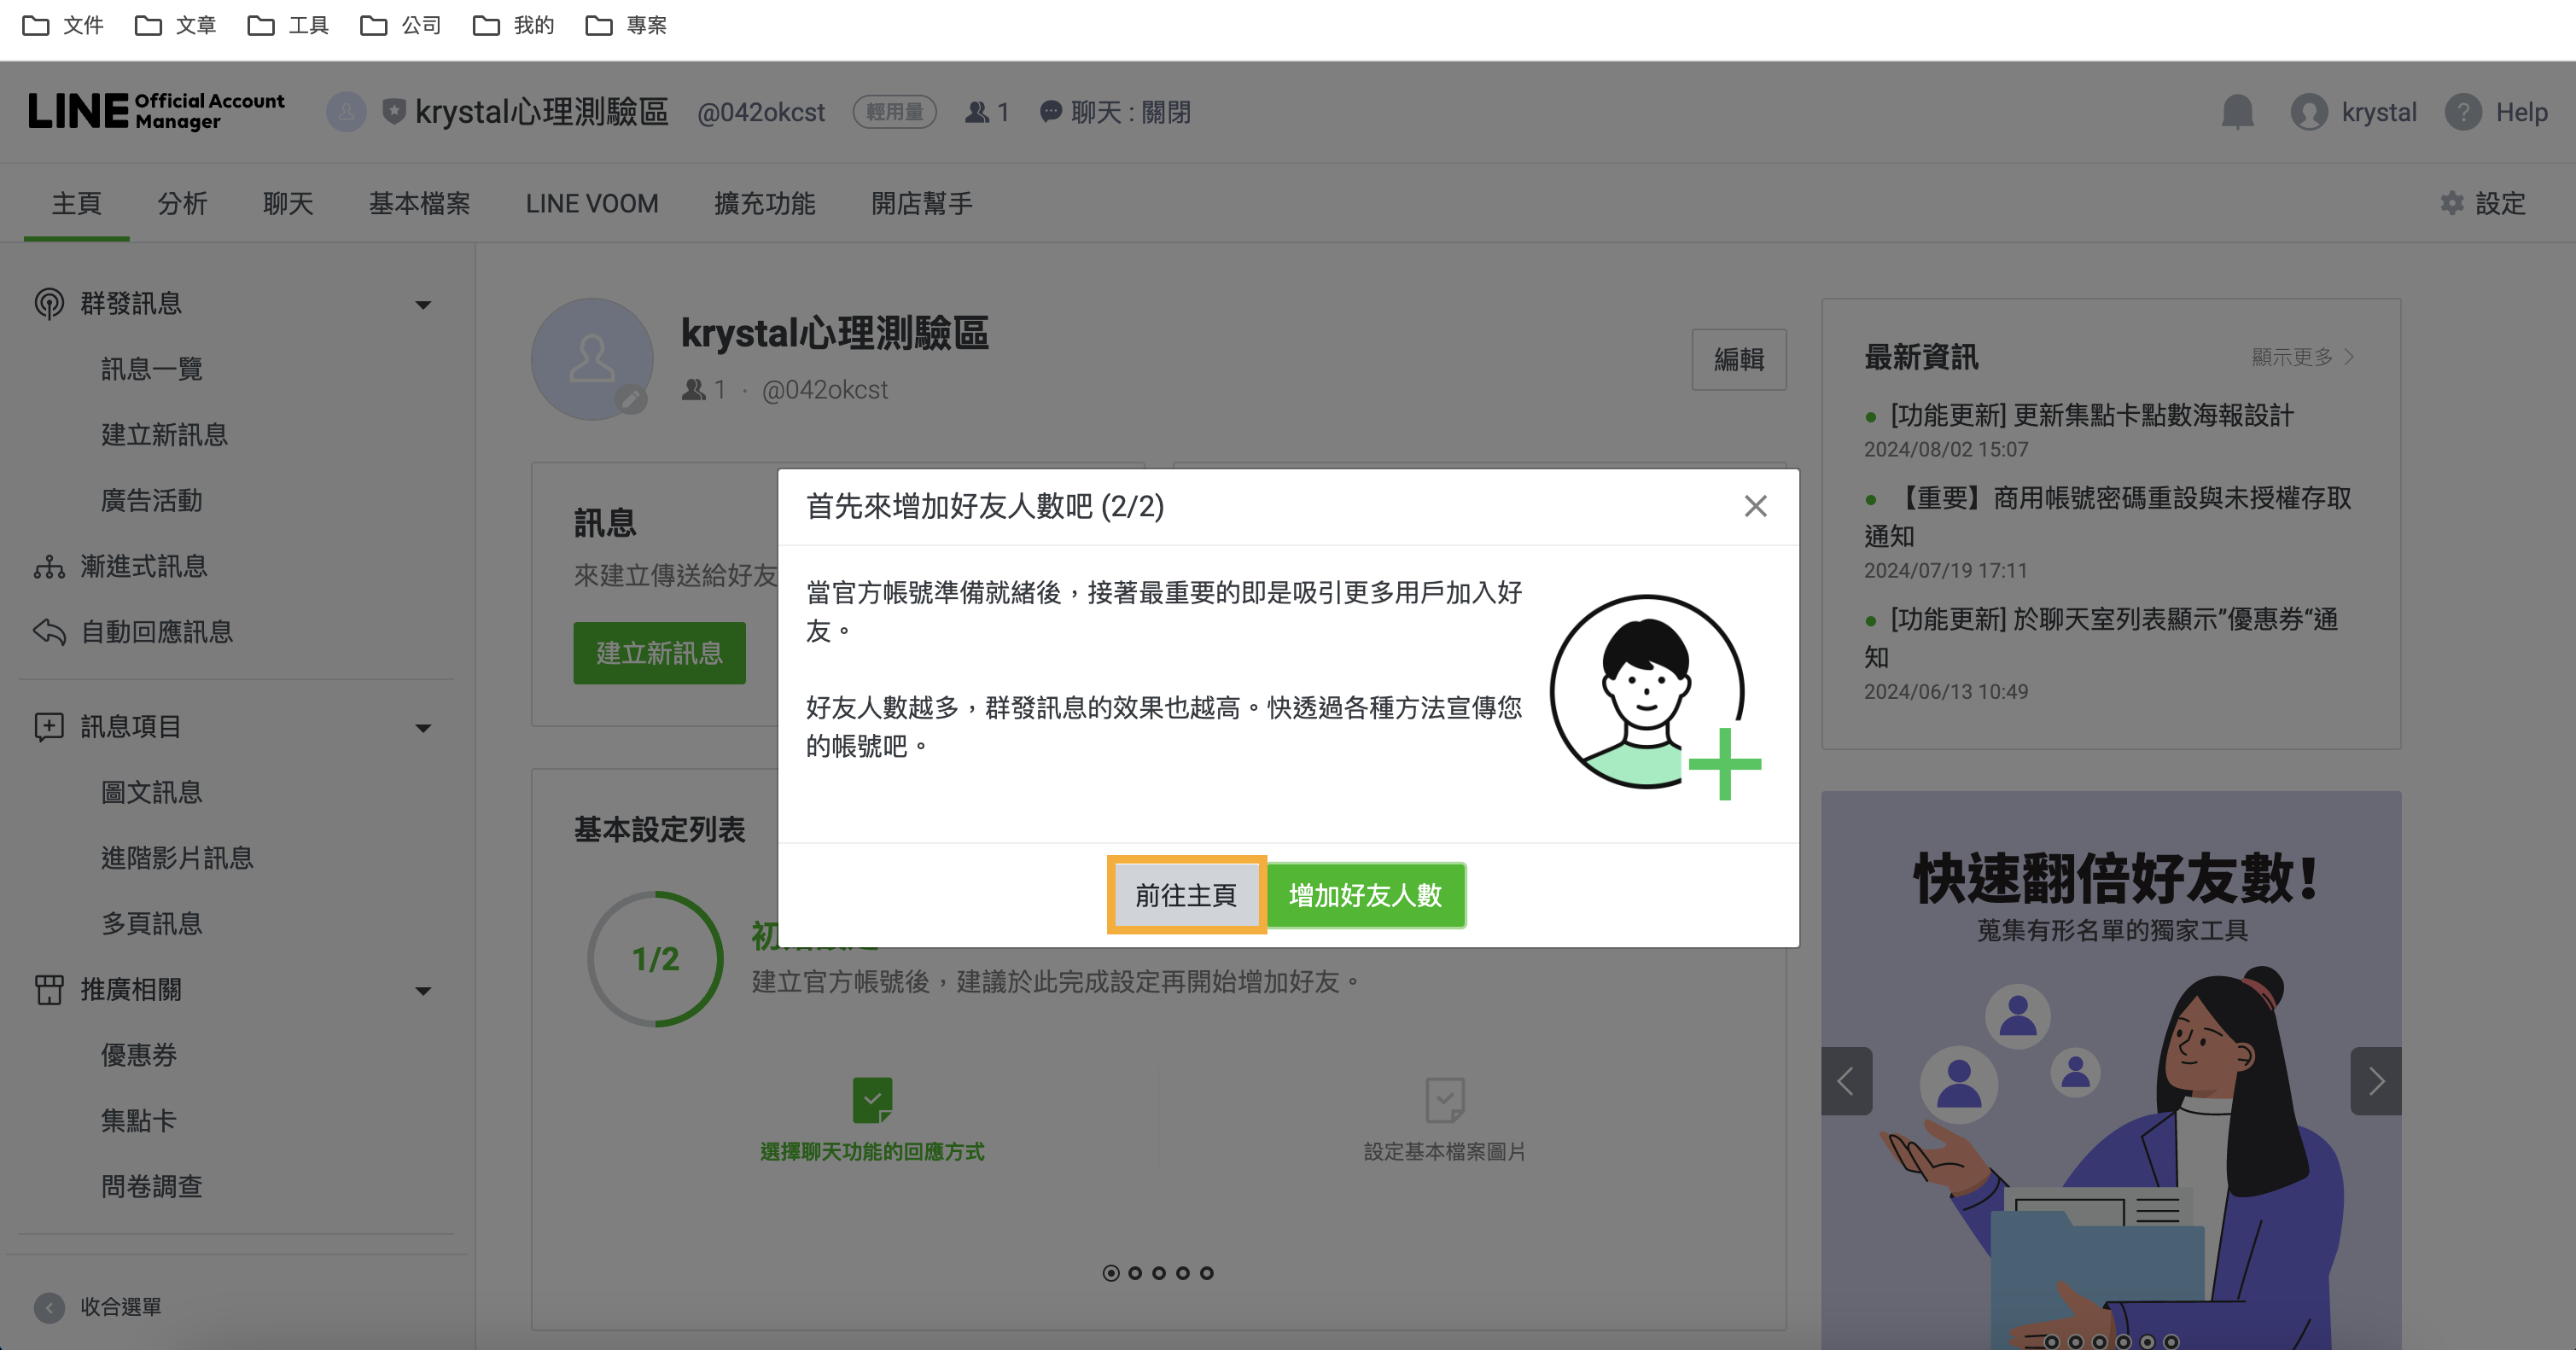 文件
文章
工具
公司
我的
專案
LINE Official Account Manager
krystal心理測驗區
@042okcst
輕用量
1
聊天 : 關閉
krystal
? Help
主頁
分析
聊天
基本檔案
LINE VOOM
擴充功能
開店幫手
設定
群發訊息
訊息一覽
建立新訊息
廣告活動
漸進式訊息
自動回應訊息
訊息項目
圖文訊息
進階影片訊息
多頁訊息
推廣相關
優惠券
集點卡
問卷調查
收合選單
krystal心理測驗區
1 · @042okcst
編輯
訊息
來建立傳送給好友
建立新訊息
首先來增加好友人數吧 (2/2)
當官方帳號準備就緒後，接著最重要的即是吸引更多用戶加入好
友。
好友人數越多，群發訊息的效果也越高。快透過各種方法宣傳您
的帳號吧。
前往主頁
增加好友人數
基本設定列表
1/2
建立官方帳號後，建議於此完成設定再開始增加好友。
選擇聊天功能的回應方式
設定基本檔案圖片
最新資訊
顯示更多
[功能更新] 更新集點卡點數海報設計
2024/08/02 15:07
【重要】商用帳號密碼重設與未授權存取
通知
2024/07/19 17:11
[功能更新] 於聊天室列表顯示”優惠券“通
知
2024/06/13 10:49
快速翻倍好友數!
蒐集有形名單的獨家工具